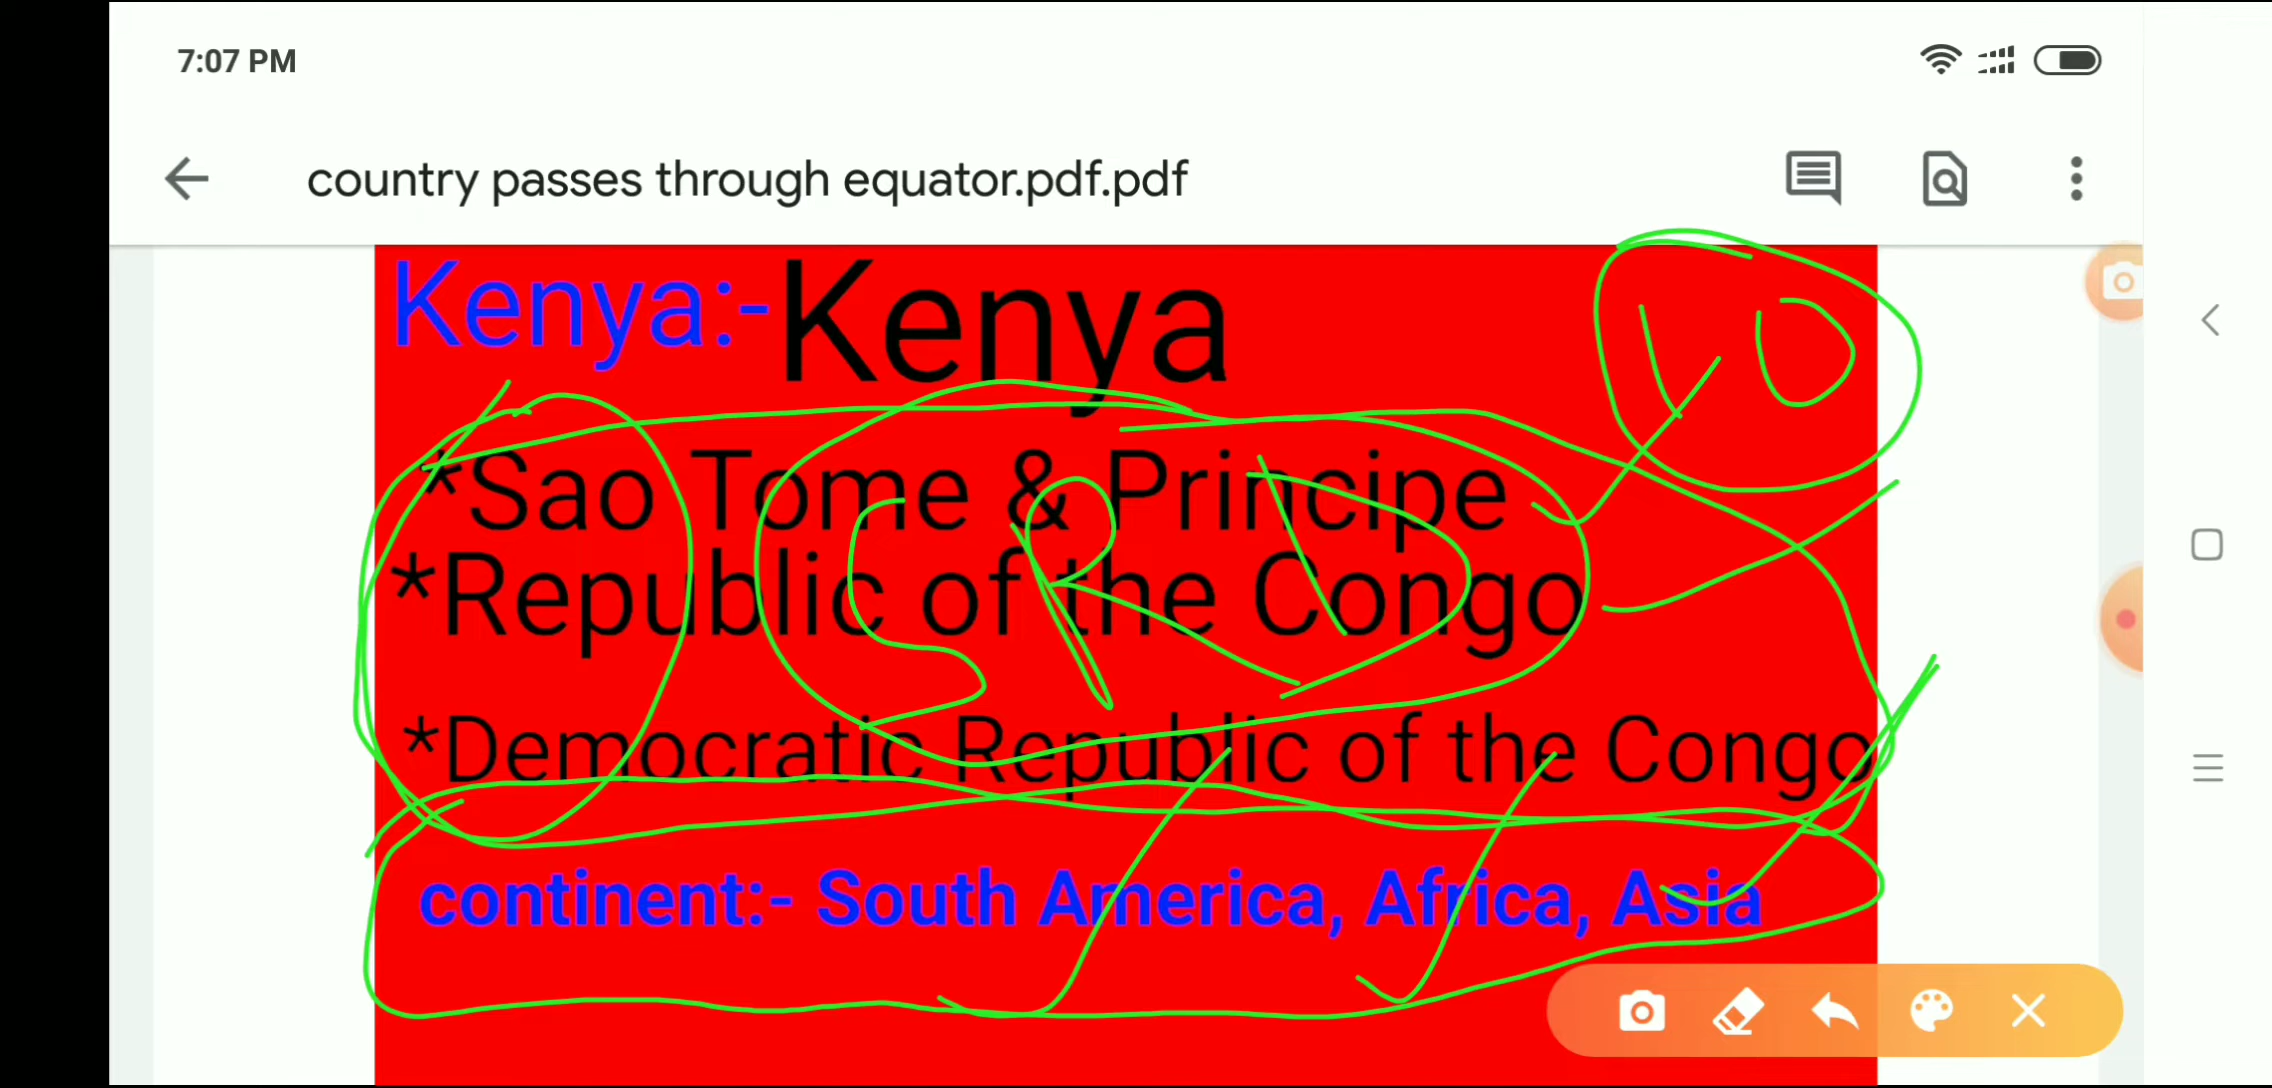 7:07 PM
country passes through equator.pdf.pdf
Kenya:-Kenya
*Sao Tome & Principe
*Republic of the Congo
*Democratic Republic of the Congo
continent:- South America, Africa, Asia
SRD